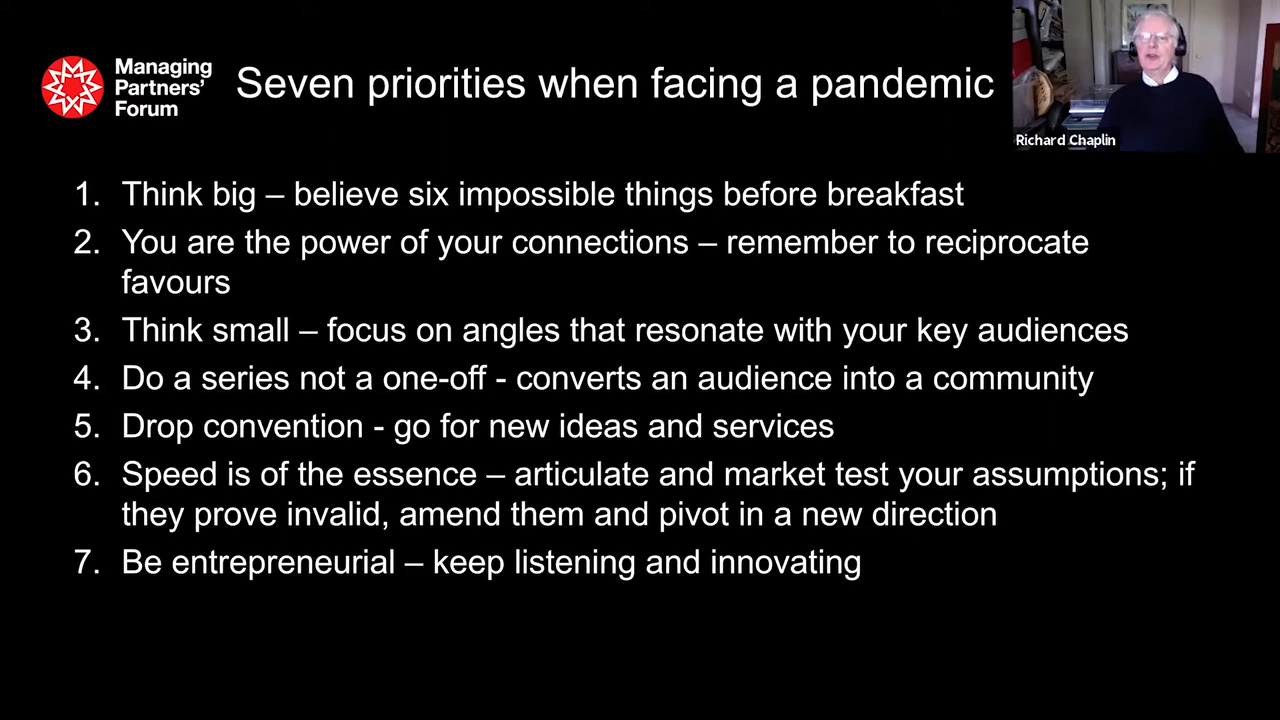 Managing
Partners'
Forum
Seven priorities when facing a pandemic
Richard Chaplin
1. Think big – believe six impossible things before breakfast
2. You are the power of your connections – remember to reciprocate
favours
3. Think small – focus on angles that resonate with your key audiences
4. Do a series not a one-off - converts an audience into a community
5. Drop convention - go for new ideas and services
6. Speed is of the essence – articulate and market test your assumptions; if
they prove invalid, amend them and pivot in a new direction
7. Be entrepreneurial – keep listening and innovating